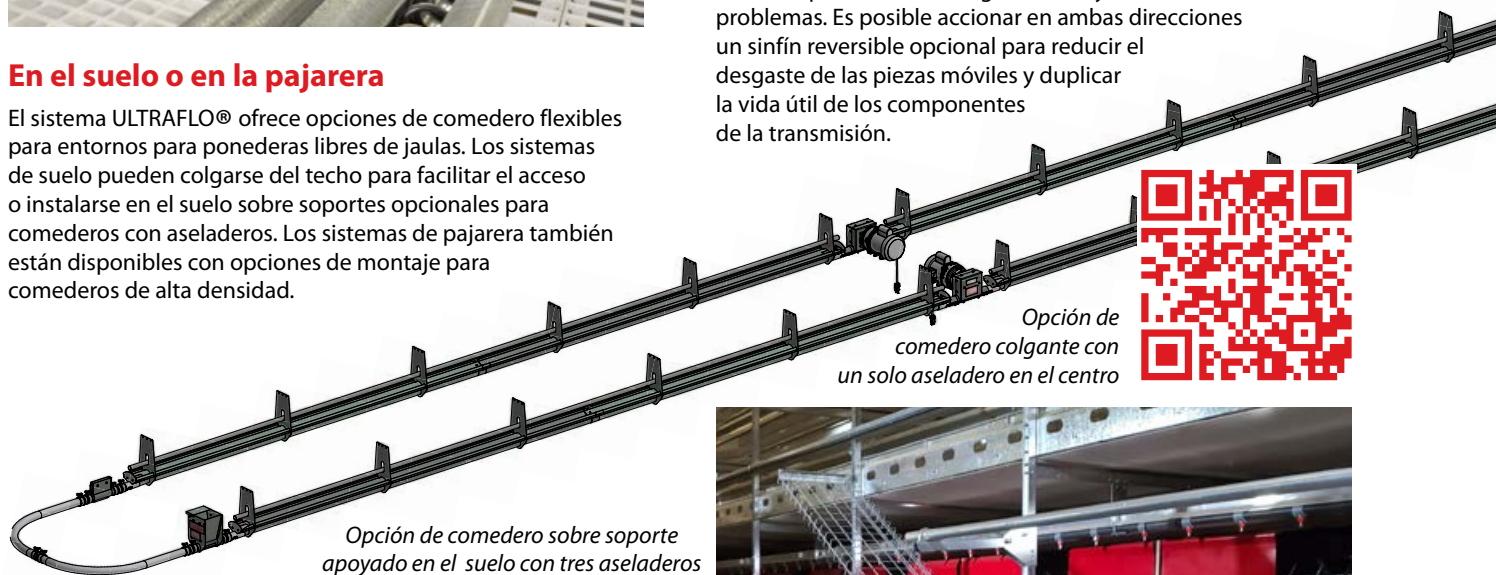 En el suelo o en la pajarera
El sistema ULTRAFLO® ofrece opciones de comedero flexibles
para entornos para ponederas libres de jaulas. Los sistemas
de suelo pueden colgarse del techo para facilitar el acceso
o instalarse en el suelo sobre soportes opcionales para
comederos con aseladeros. Los sistemas de pajarera también
están disponibles con opciones de montaje para
comederos de alta densidad.
problemas. Es posible accionar en ambas direcciones
un sinfín reversible opcional para reducir el
desgaste de las piezas móviles y duplicar
la vida útil de los componentes
de la transmisión.
Opción de
comedero colgante con
un solo aseladero en el centro
Opción de comedero sobre soporte
apoyado en el suelo con tres aseladeros